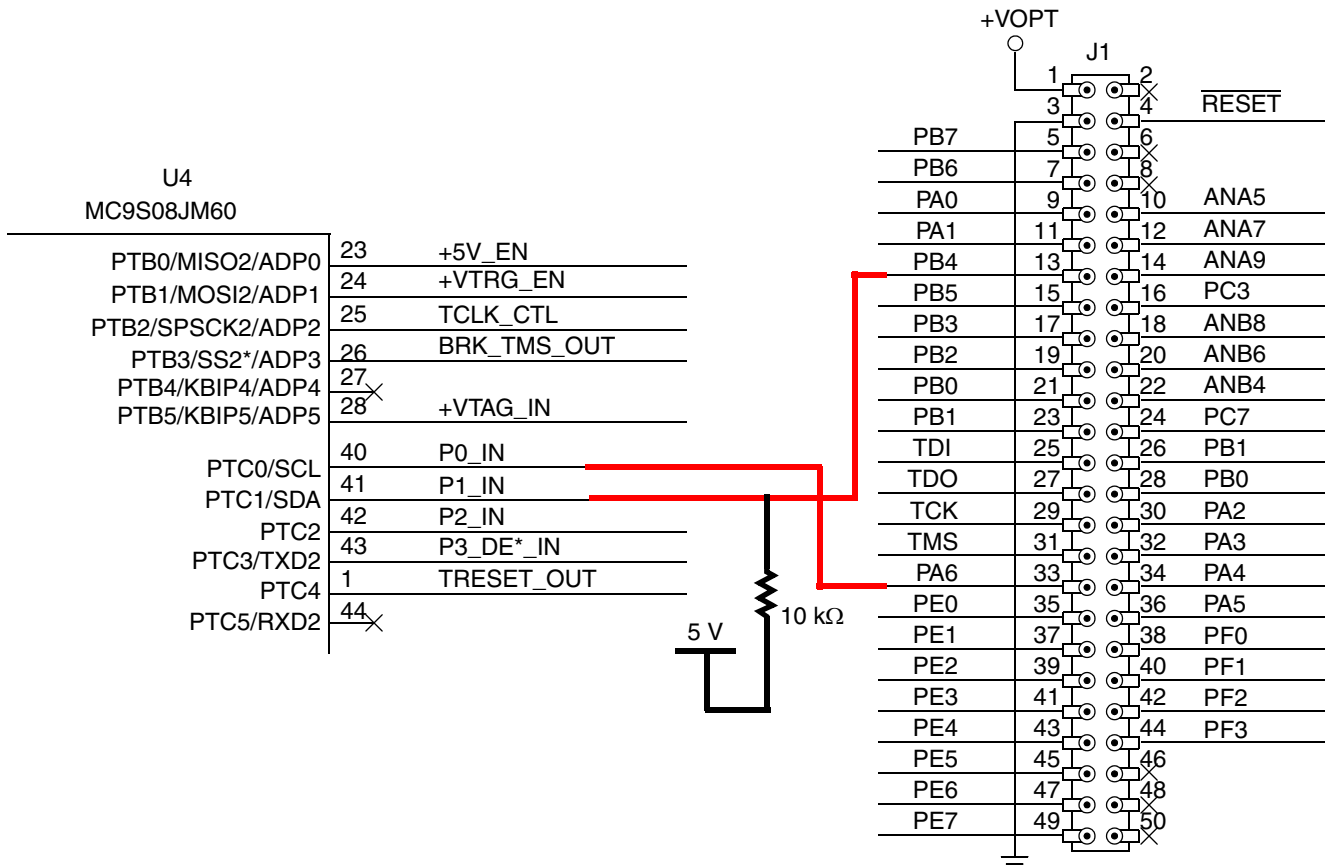 +VOPT
J1
1 2
3 4 RESET
PB7 5 6
PB6 7 8
PA0 9 10 ANA5
PA1 11 12 ANA7
PB4 13 14 ANA9
PB5 15 16 PC3
PB3 17 18 ANB8
PB2 19 20 ANB6
PB0 21 22 ANB4
PB1 23 24 PC7
TDI 25 26 PB1
TDO 27 28 PB0
TCK 29 30 PA2
TMS 31 32 PA3
PA6 33 34 PA4
PE0 35 36 PA5
PE1 37 38 PF0
PE2 39 40 PF1
PE3 41 42 PF2
PE4 43 44 PF3
PE5 45 46
PE6 47 48
PE7 49 50
U4
MC9S08JM60
PTB0/MISO2/ADP0 23 +5V_EN
PTB1/MOSI2/ADP1 24 +VTRG_EN
PTB2/SPSCK2/ADP2 25 TCLK_CTL
PTB3/SS2*/ADP3 26 BRK_TMS_OUT
PTB4/KBIP4/ADP4 27
PTB5/KBIP5/ADP5 28 +VTAG_IN
PTC0/SCL 40 P0_IN
PTC1/SDA 41 P1_IN
PTC2 42 P2_IN
PTC3/TXD2 43 P3_DE*_IN
PTC4 1 TRESET_OUT
PTC5/RXD2 44
10 kΩ
5 V